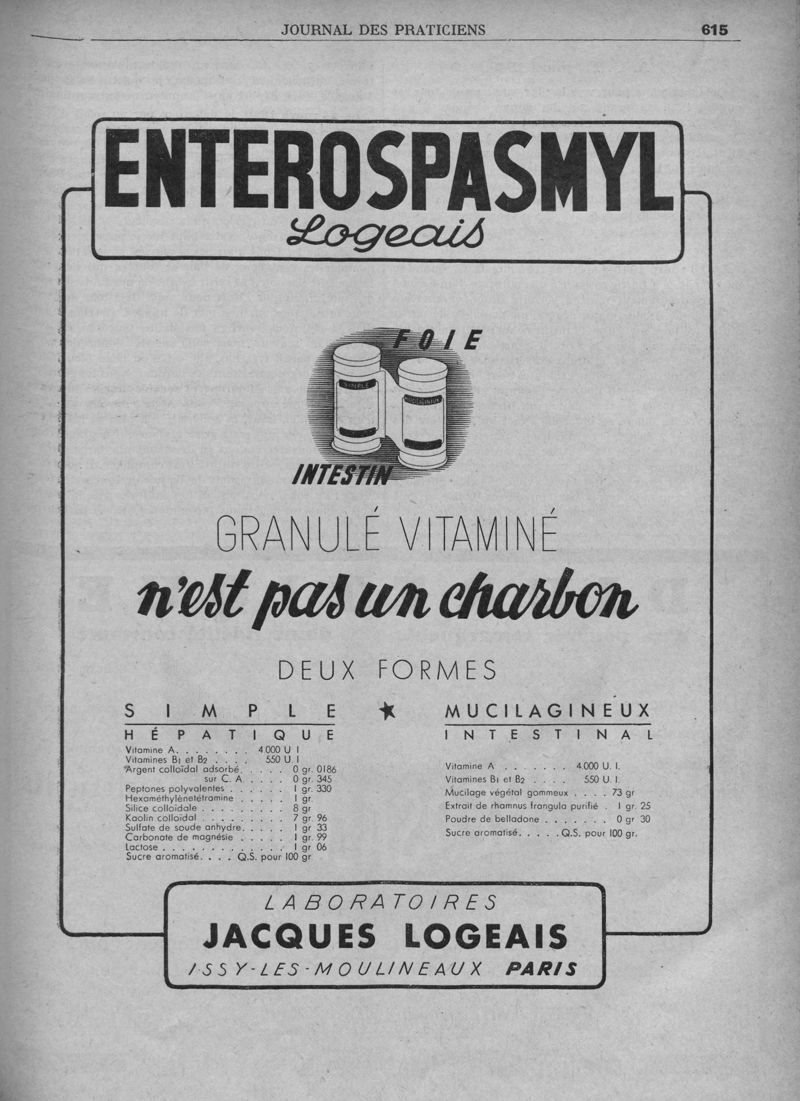 JOURNAL DES PRATICIENS 615
ENTEROSPASMYL
Logeais
FOIE
SIMPLE
MUCILAGINEUX
INTESTIN
GRANULÉ VITAMINÉ
n'est pas un charbon
DEUX FORMES
SIMPLE
HÉPATIQUE
Vitamine A. . . . . . . . 4000 U I
Vitamines B1 et B2 . . . . 550 U. I
Argent colloïdal adsorbé. . . . . 0 gr. 0186
sur C. A . . . . 0 gr. 345
Peptones polyvalentes . . . . . . 1 gr. 330
Hexaméthylènetétramine . . . . . 1 gr.
Silice colloïdale . . . . . . . . . 8 gr
Kaolin colloïdal . . . . . . . . . 7 gr. 96
Sulfate de soude anhydre. . . . . 1 gr 33
Carbonate de magnésie . . . . . 1 gr. 99
Lactose . . . . . . . . . . . . . 1 gr 06
Sucre aromatisé. . . . Q.S. pour 100 gr
MUCILAGINEUX
INTESTINAL
Vitamine A . . . . . . . 4.000 U. I.
Vitamines B1 et B2 . . . . 550 U. I.
Mucilage végétal gommeux . . . . 73 gr
Extrait de rhamnus frangula purifié . 1 gr. 25
Poudre de belladone . . . . . . . 0 gr 30
Sucre aromatisé. . . . . Q.S. pour 100 gr.
LABORATOIRES
JACQUES LOGEAIS
ISSY-LES-MOULINEAUX PARIS